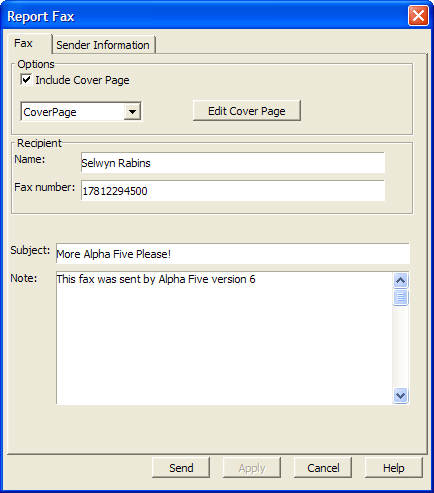 Report Fax
Fax Sender Information
Options
Include Cover Page
CoverPage Edit Cover Page
Recipient
Name: Selwyn Rabins
Fax number: 17812294500
Subject: More Alpha Five Please!
Note: This fax was sent by Alpha Five version 6
Send Apply Cancel Help